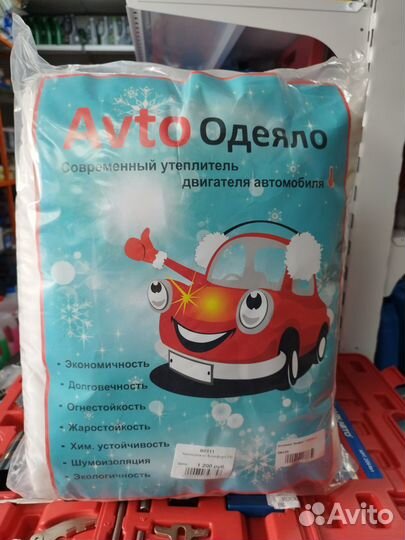 Avto Одеяло
Современный утеплитель
двигателя автомобиля
• Экономичность
• Долговечность
• Огнестойкость
• Жаростойкость
• Хим. устойчивость
• Шумоизоляция
• Экологичность
1 200 руб
Avito